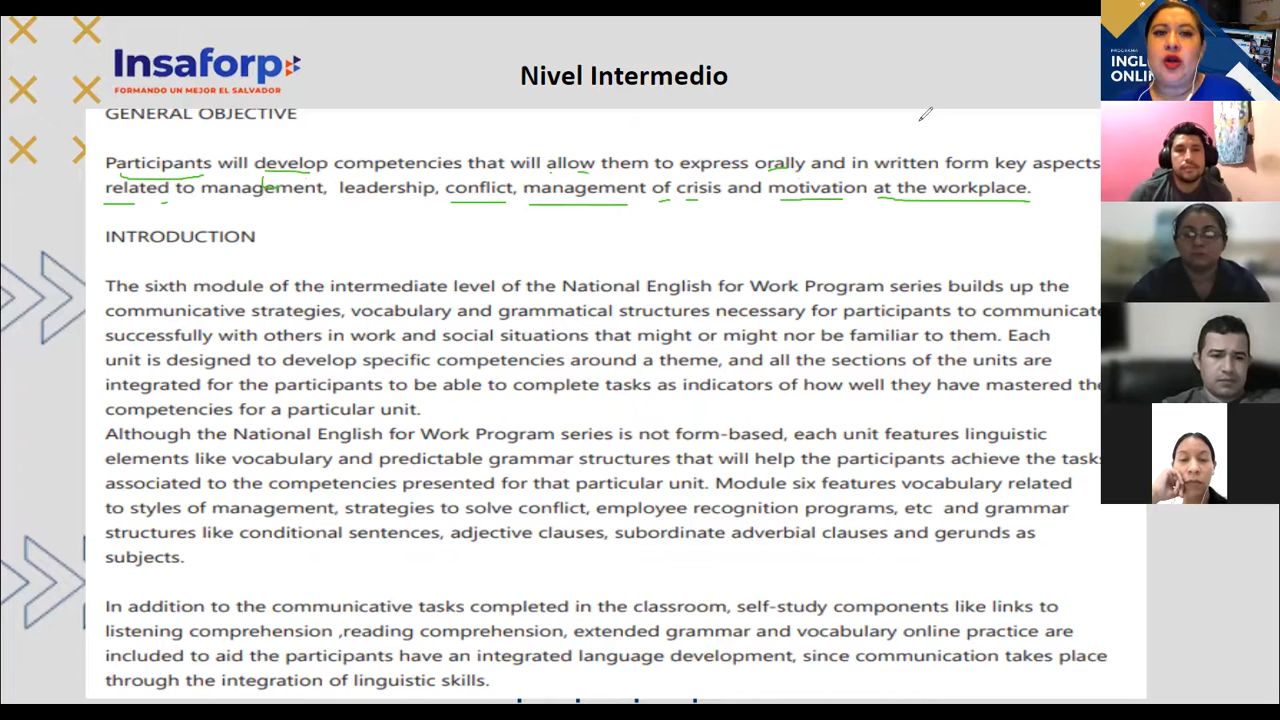 Insaforp
FORMANDO UN MEJOR EL SALVADOR
Nivel Intermedio
PROGRAMA
INGL
ONLIN
GENERAL OBJECTIVE
Participants will develop competencies that will allow them to express orally and in written form key aspects
related to management, leadership, conflict, management of crisis and motivation at the workplace.
INTRODUCTION
The sixth module of the intermediate level of the National English for Work Program series builds up the
communicative strategies, vocabulary and grammatical structures necessary for participants to communicate
successfully with others in work and social situations that might or might nor be familiar to them. Each
unit is designed to develop specific competencies around a theme, and all the sections of the units are
integrated for the participants to be able to complete tasks as indicators of how well they have mastered the
competencies for a particular unit.
Although the National English for Work Program series is not form-based, each unit features linguistic
elements like vocabulary and predictable grammar structures that will help the participants achieve the tasks
associated to the competencies presented for that particular unit. Module six features vocabulary related
to styles of management, strategies to solve conflict, employee recognition programs, etc and grammar
structures like conditional sentences, adjective clauses, subordinate adverbial clauses and gerunds as
subjects.
In addition to the communicative tasks completed in the classroom, self-study components like links to
listening comprehension ,reading comprehension, extended grammar and vocabulary online practice are
included to aid the participants have an integrated language development, since communication takes place
through the integration of linguistic skills.